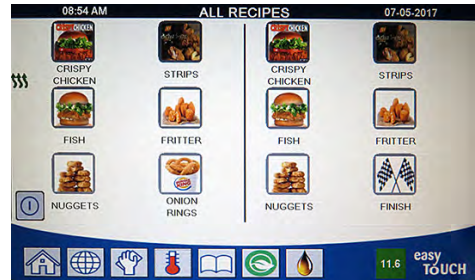 08:54 AM
ALL RECIPES
07-05-2017
CRISPY
CHICKEN
STRIPS
CRISPY
CHICKEN
STRIPS
FISH
FRITTER
FISH
FRITTER
NUGGETS
ONION
RINGS
NUGGETS
FINISH
11.6
easy
TOUCH